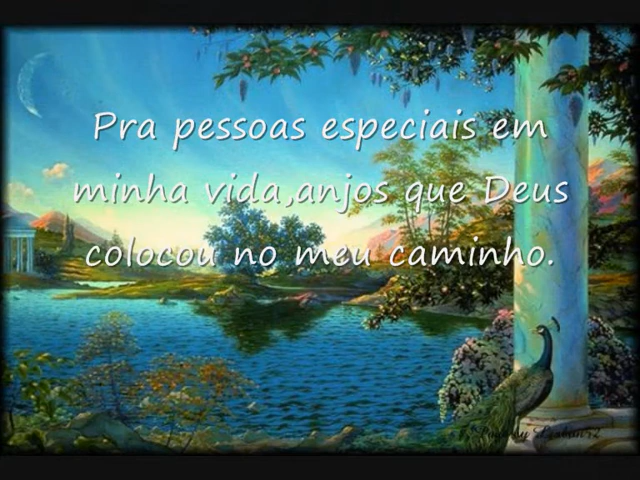 Pra pessoas especiais em
minha vida,anjos que Deus
colocou no meu caminho.